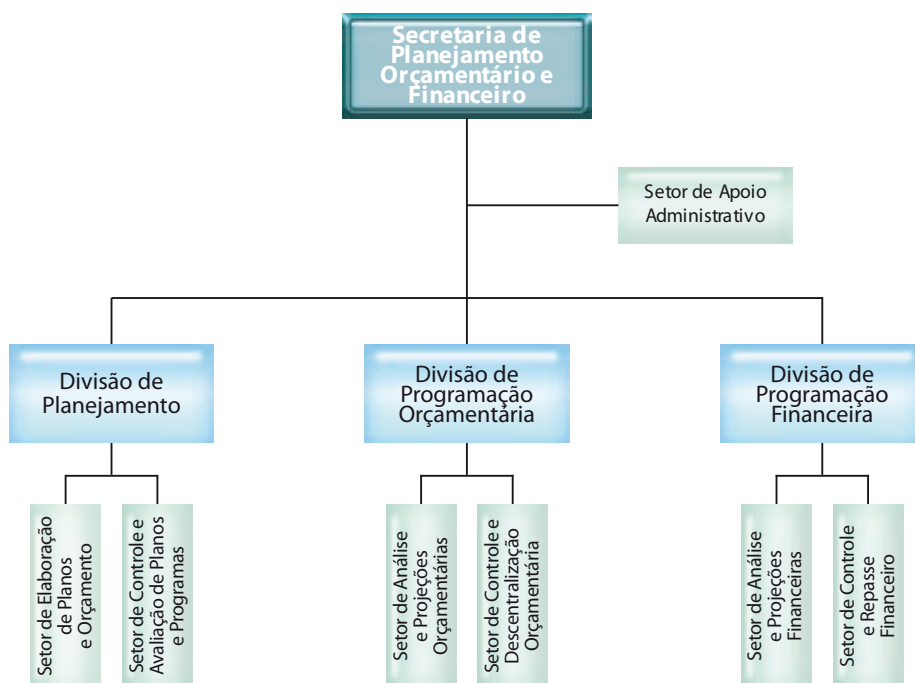 Secretaria de
Planejamento
Orçamentário e
Financeiro
Setor de Apoio
Administrativo
Divisão de
Planejamento
Divisão de
Programação
Orçamentária
Divisão de
Programação
Financeira
Setor de Elaboração
de Planos
e Orçamento
Setor de Controle e
Avaliação de Planos
e Programas
Setor de Análise
e Projeções
Orçamentárias
Setor de Controle e
Descentralização
Orçamentária
Setor de Análise
e Projeções
Financeiras
Setor de Controle
e Repasse
Financeiro